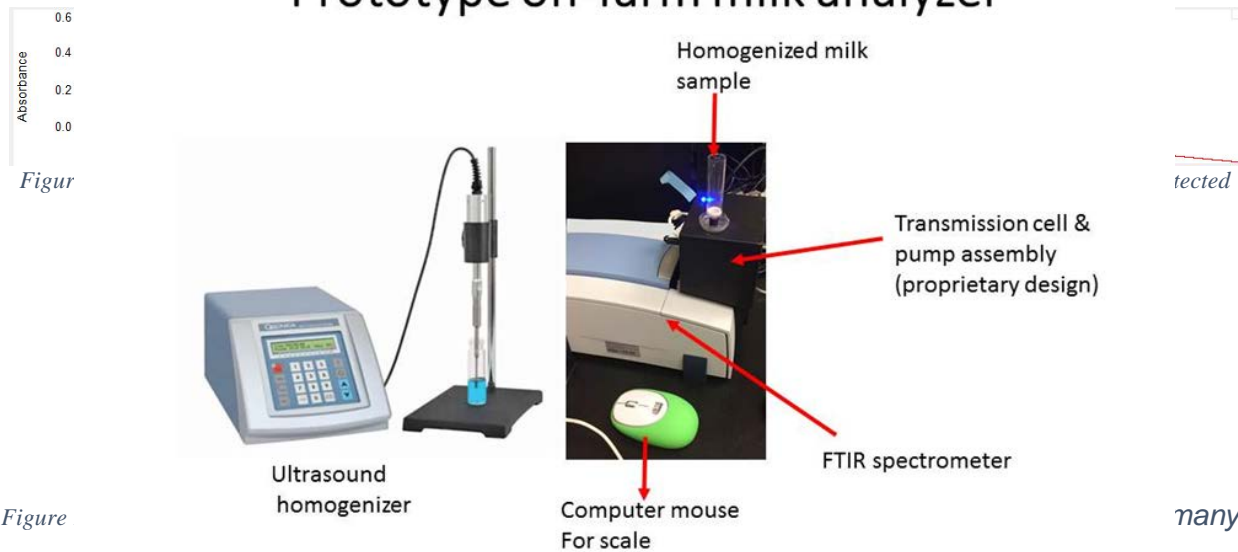 Prototype on-farm milk analyzer
0.6
0.4
0.2
0.0
Absorbance
Homogenized milk
sample
Figur
tected
Transmission cell &
pump assembly
(proprietary design)
QSONICA
FTIR spectrometer
Ultrasound
homogenizer
Computer mouse
For scale
Figure
many